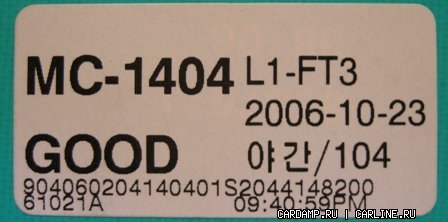 MC-1404 L1-FT3
2006-10-23
GOOD 야간/104
904060204140401S2044148200
61021A 09:40:59PM
CARDAMP.RU | CARLINE.RU